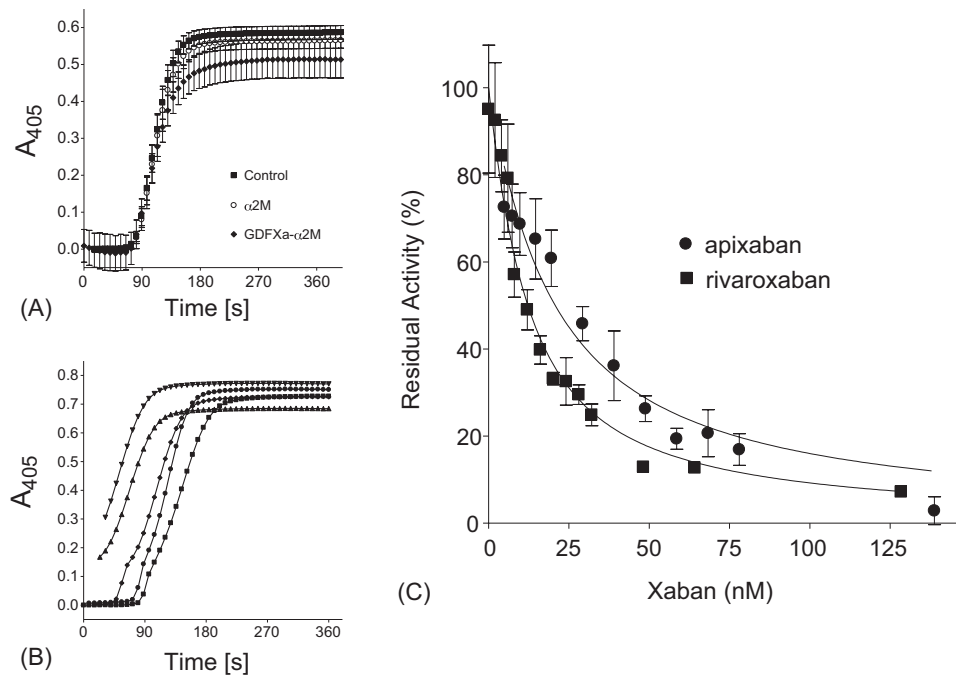 0.6
0.5
0.4
0.3
0.2
0.1
0.0
A405
Control
α2M
GDFXa-α2M
0 90 180 270 360
Time [s]
(A)
0.8
0.7
0.6
0.5
0.4
0.3
0.2
0.1
0.0
A405
0 90 180 270 360
Time [s]
(B)
100
80
60
40
20
0
Residual Activity (%)
apixaban
rivaroxaban
0 25 50 75 100 125
Xaban (nM)
(C)